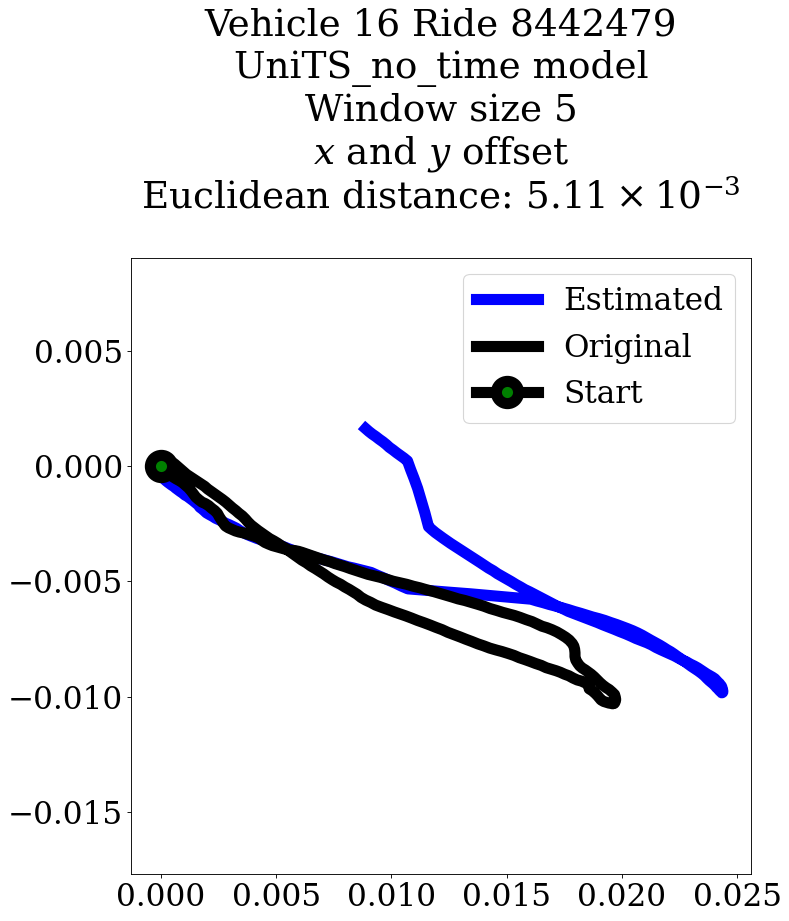 Vehicle 16 Ride 8442479
UniTS_no_time model
Window size 5
x and y offset
Euclidean distance: 5.11 × 10⁻³
Estimated
Original
Start
0.005
0.000
−0.005
−0.010
−0.015
0.000 0.005 0.010 0.015 0.020 0.025